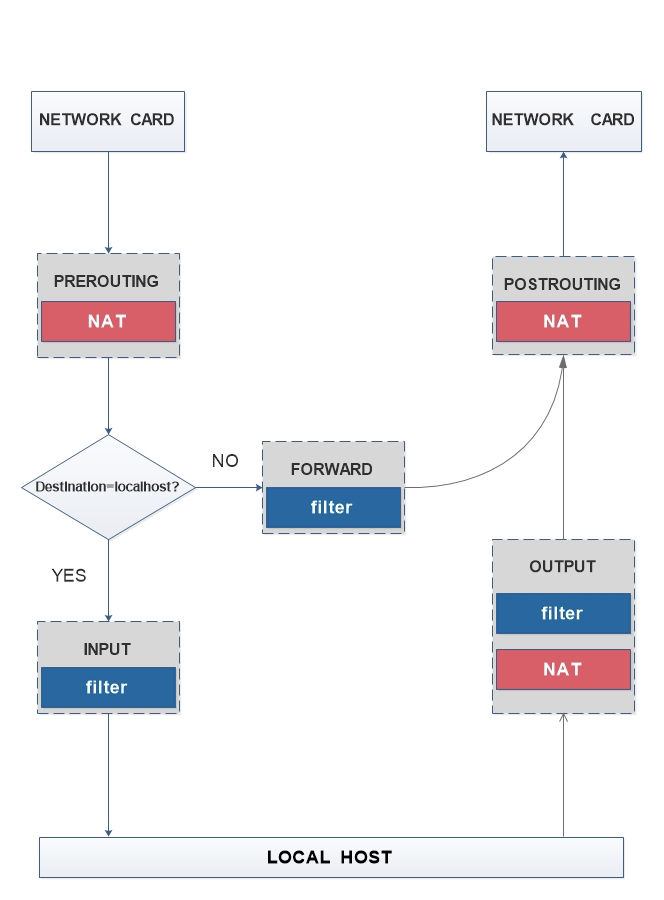 NETWORK CARD
NETWORK CARD
PREROUTING
NAT
POSTROUTING
NAT
Destination=localhost?
NO
FORWARD
filter
YES
INPUT
filter
OUTPUT
filter
NAT
LOCAL HOST